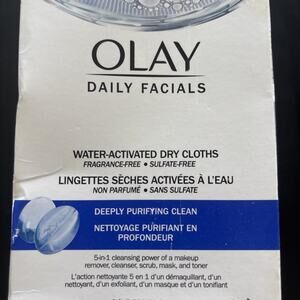 OLAY
DAILY FACIALS
WATER-ACTIVATED DRY CLOTHS
FRAGRANCE-FREE • SULFATE-FREE
LINGETTES SÈCHES ACTIVÉES À L'EAU
NON PARFUMÉ • SANS SULFATE
DEEPLY PURIFYING CLEAN
NETTOYAGE PURIFIANT EN
PROFONDEUR
5-in-1 cleansing power of a makeup
remover, cleanser, scrub, mask, and toner
L'action nettoyante 5 en 1 d'un démaquillant, d'un
nettoyant, d'un exfoliant, d'un masque et d'un tonifiant